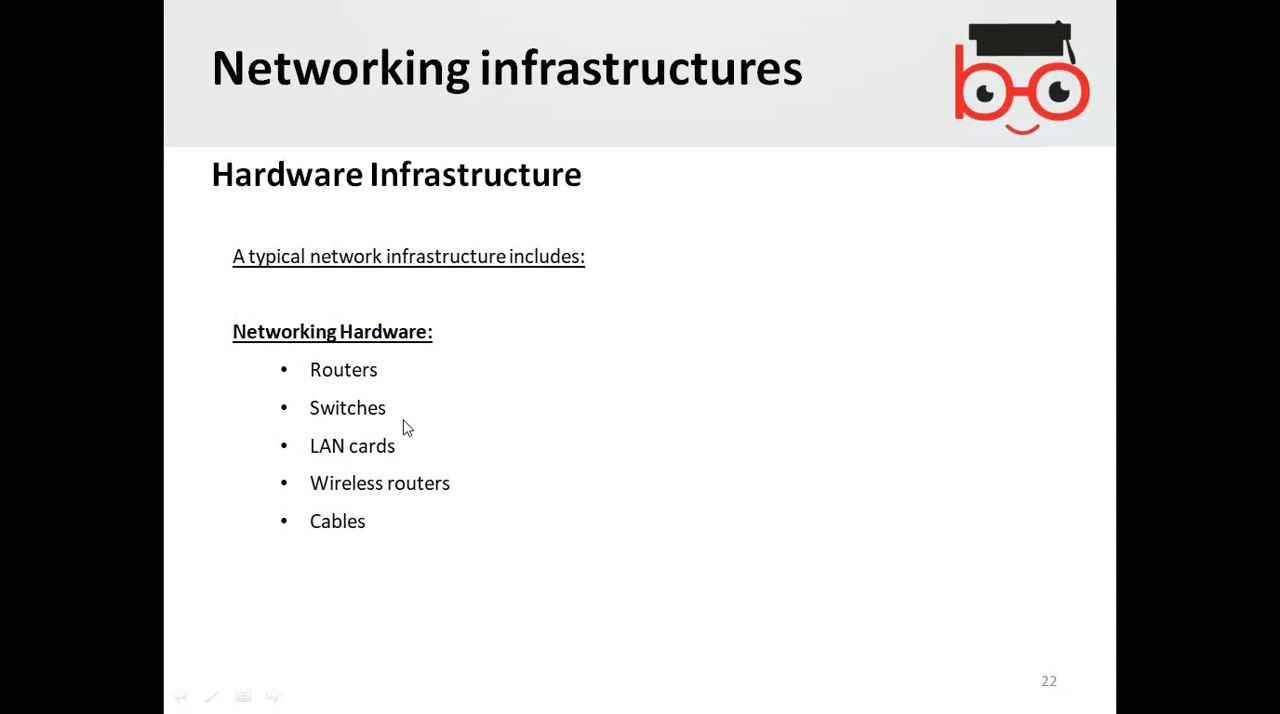 Networking infrastructures
Hardware Infrastructure
A typical network infrastructure includes:
Networking Hardware:
• Routers
• Switches
• LAN cards
• Wireless routers
• Cables
22